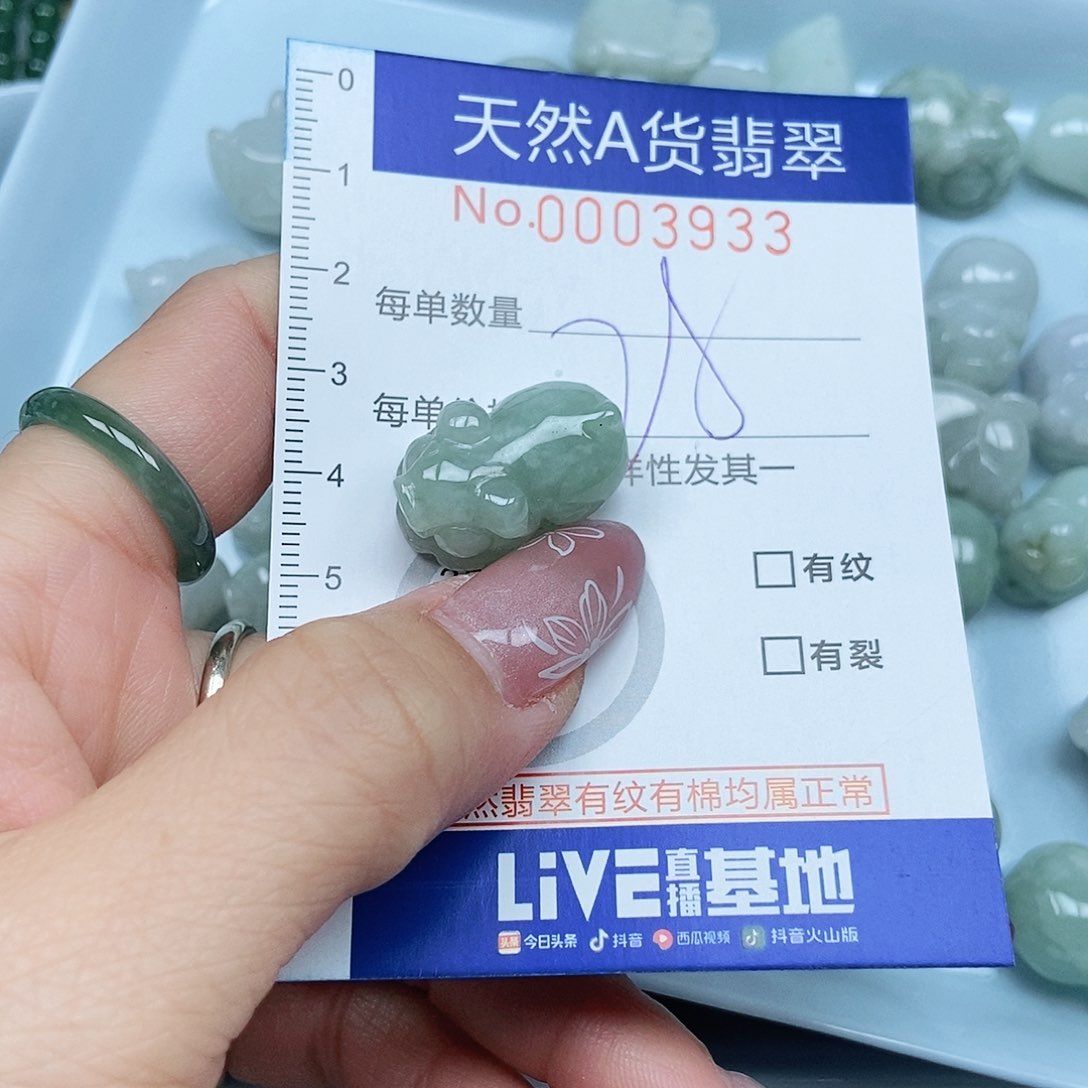 天然A货翡翠
No.0003933
0
1
2
3
4
5
每单数量
每单
样性发其一
有纹
有裂
然翡翠有纹有棉均属正常
LiVE直播基地
头条 今日头条 抖音 西瓜视频 抖音火山版